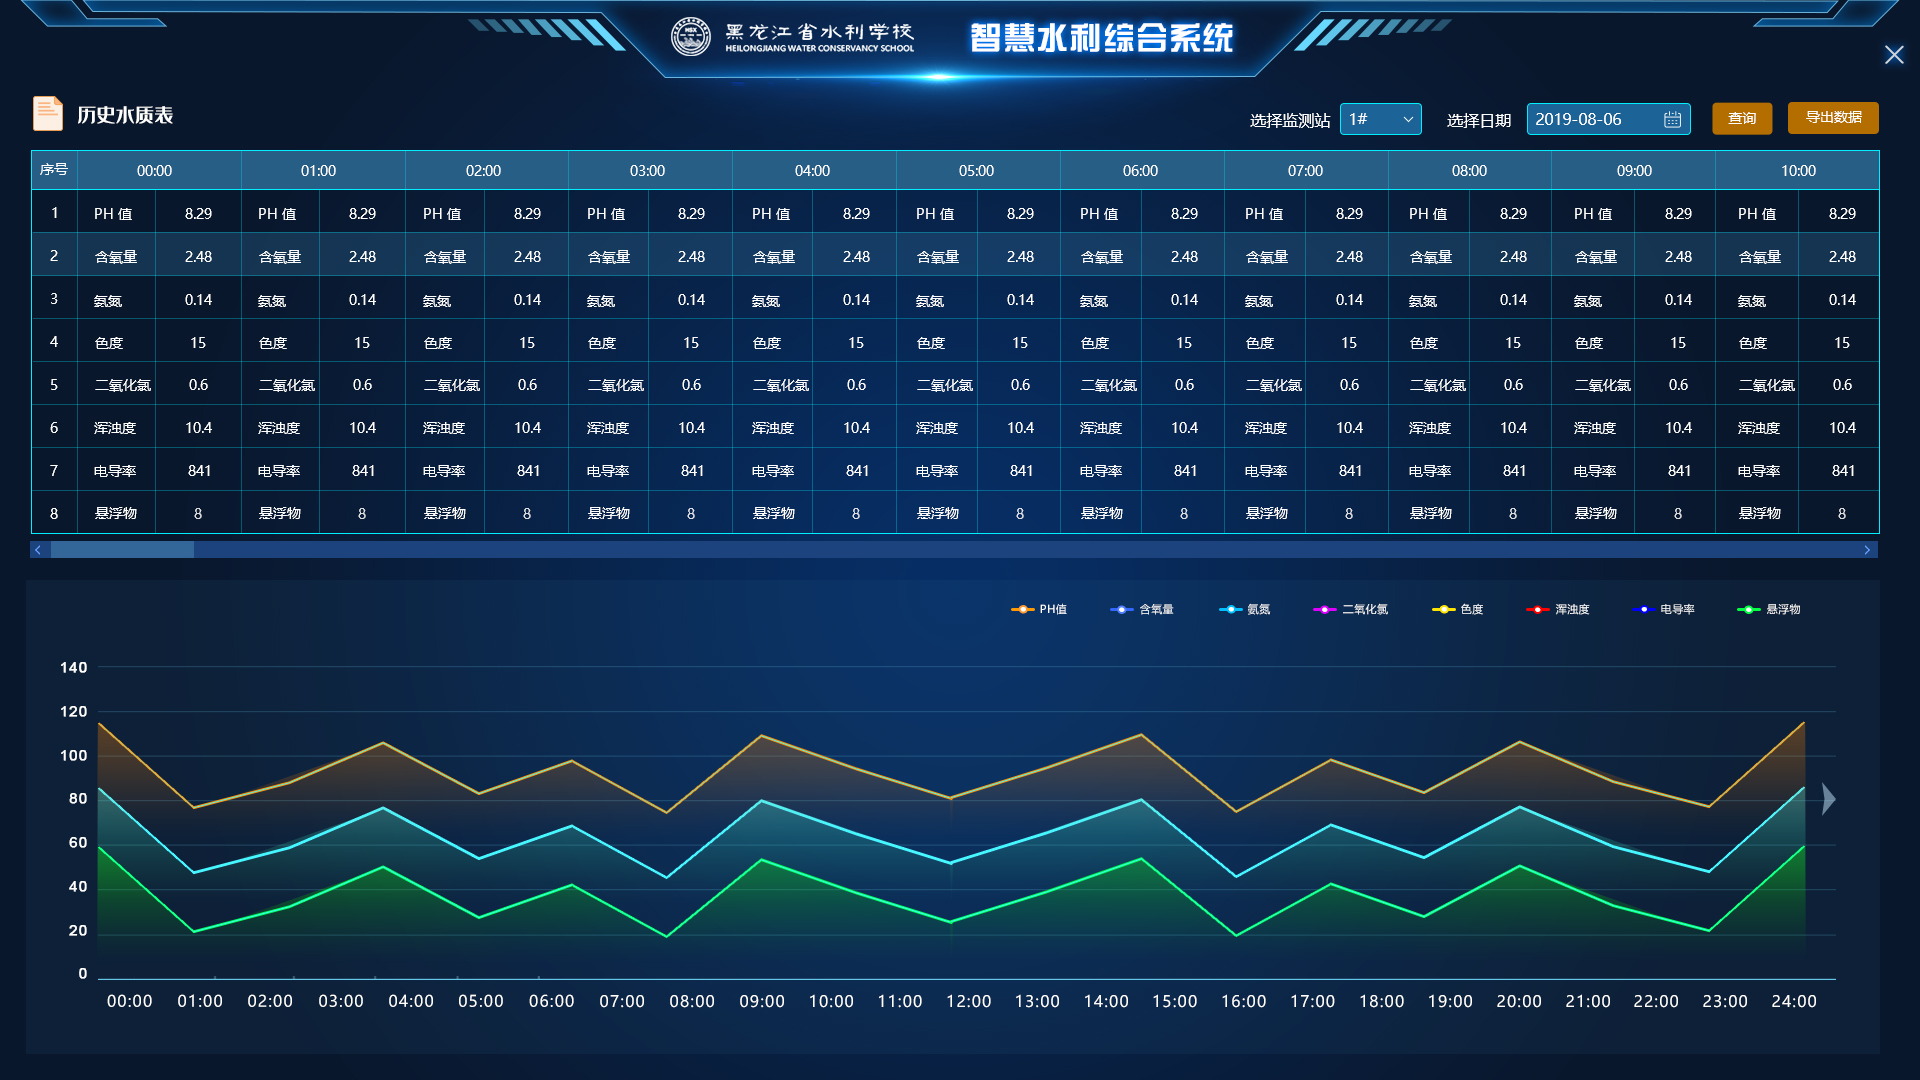 黑龙江省水利学校
HEILONGJIANG WATER CONSERVANCY SCHOOL
HSX
智慧水利综合系统
历史水质表
选择监测站 1# 选择日期 2019-08-06 查询 导出数据
序号 00:00 01:00 02:00 03:00 04:00 05:00 06:00 07:00 08:00 09:00 10:00
1 PH 值 8.29 PH 值 8.29 PH 值 8.29 PH 值 8.29 PH 值 8.29 PH 值 8.29 PH 值 8.29 PH 值 8.29 PH 值 8.29 PH 值 8.29 PH 值 8.29
2 含氧量 2.48 含氧量 2.48 含氧量 2.48 含氧量 2.48 含氧量 2.48 含氧量 2.48 含氧量 2.48 含氧量 2.48 含氧量 2.48 含氧量 2.48 含氧量 2.48
3 氨氮 0.14 氨氮 0.14 氨氮 0.14 氨氮 0.14 氨氮 0.14 氨氮 0.14 氨氮 0.14 氨氮 0.14 氨氮 0.14 氨氮 0.14 氨氮 0.14
4 色度 15 色度 15 色度 15 色度 15 色度 15 色度 15 色度 15 色度 15 色度 15 色度 15 色度 15
5 二氧化氯 0.6 二氧化氯 0.6 二氧化氯 0.6 二氧化氯 0.6 二氧化氯 0.6 二氧化氯 0.6 二氧化氯 0.6 二氧化氯 0.6 二氧化氯 0.6 二氧化氯 0.6 二氧化氯 0.6
6 浑浊度 10.4 浑浊度 10.4 浑浊度 10.4 浑浊度 10.4 浑浊度 10.4 浑浊度 10.4 浑浊度 10.4 浑浊度 10.4 浑浊度 10.4 浑浊度 10.4 浑浊度 10.4
7 电导率 841 电导率 841 电导率 841 电导率 841 电导率 841 电导率 841 电导率 841 电导率 841 电导率 841 电导率 841 电导率 841
8 悬浮物 8 悬浮物 8 悬浮物 8 悬浮物 8 悬浮物 8 悬浮物 8 悬浮物 8 悬浮物 8 悬浮物 8 悬浮物 8 悬浮物 8
PH值 含氧量 氨氮 二氧化氯 色度 浑浊度 电导率 悬浮物
140
120
100
80
60
40
20
0
00:00 01:00 02:00 03:00 04:00 05:00 06:00 07:00 08:00 09:00 10:00 11:00 12:00 13:00 14:00 15:00 16:00 17:00 18:00 19:00 20:00 21:00 22:00 23:00 24:00